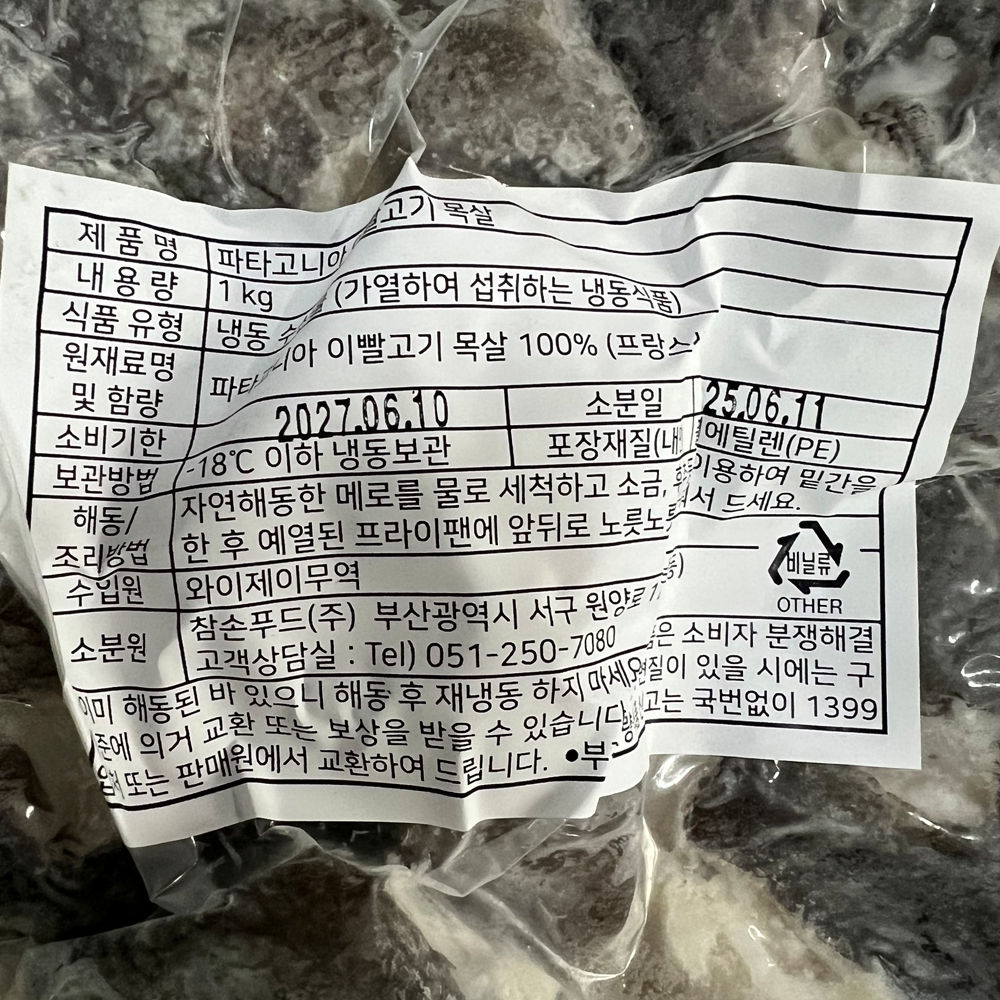 제 품 명 파타고니아 빨고기 목살
내 용 량 1 kg
식품 유형 냉동 (가열하여 섭취하는 냉동식품)
원재료명 및 함량 이빨고기 목살 100%
소비기한 2027.06.10 소분일 25.06.11
보관방법 -18℃ 이하 냉동보관 포장재질 에틸렌(PE)
해동/ 자연해동한 메로를 물로 세척하고 소금, 이용하여 밑간을
조리방법 한 후 예열된 프라이팬에 앞뒤로 서 드세요.
수입원 와이제이무역
비닐류
OTHER
소분원 참손푸드(주) 부산광역시 서구 원양로
고객상담실 : Tel) 051-250-7080
해동된 바 있으니 해동 후 재냉동 하지 마세요 은 소비자 분쟁해결
준에 의거 교환 또는 보상을 받을 수 있습니다 변질이 있을 시에는 구
또는 판매원에서 교환하여 드립니다. ●부 고는 국번없이 1399